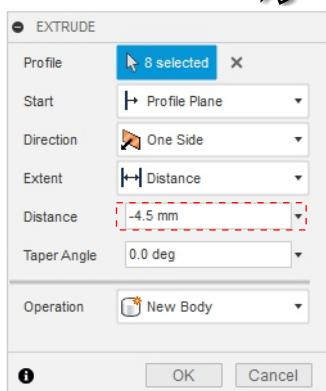 EXTRUDE
Profile 8 selected
Start Profile Plane
Direction One Side
Extent Distance
Distance -4.5 mm
Taper Angle 0.0 deg
Operation New Body
OK Cancel